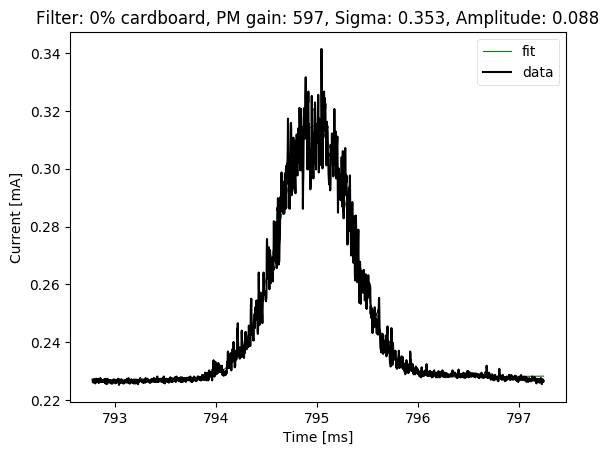 Filter: 0% cardboard, PM gain: 597, Sigma: 0.353, Amplitude: 0.088
fit
data
0.34
0.32
0.30
0.28
0.26
0.24
0.22
Current [mA]
793 794 795 796 797
Time [ms]